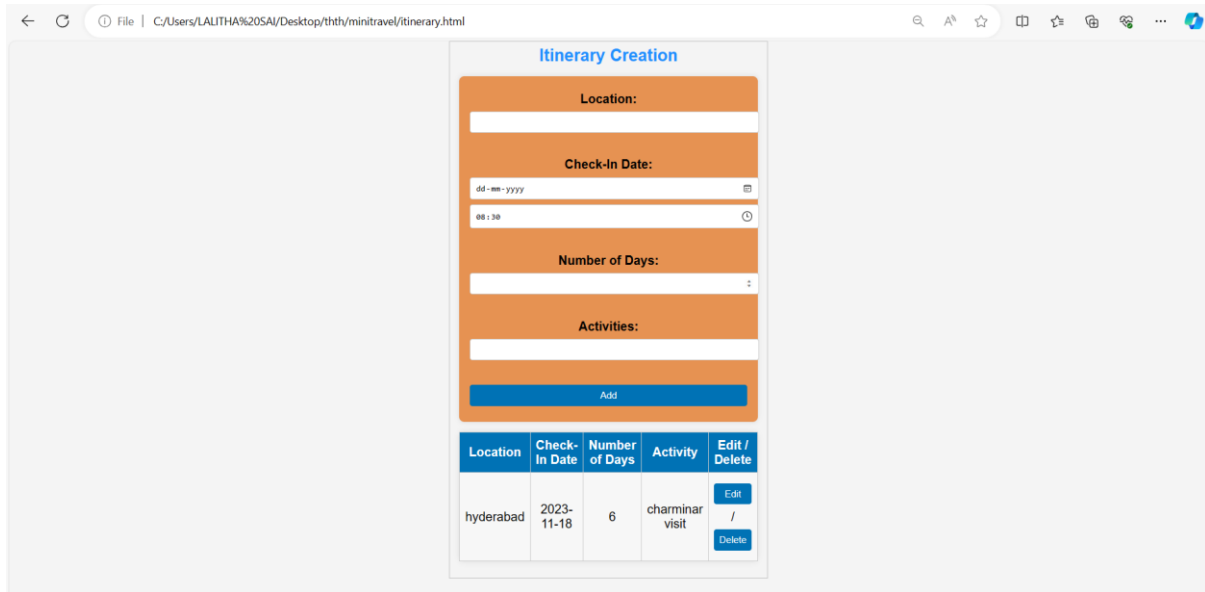 File | C:/Users/LALITHA%20SAI/Desktop/thth/minitravel/itinerary.html
Itinerary Creation
Location:
Check-In Date:
dd-mm-yyyy
08:30
Number of Days:
Activities:
Add
Location Check-In Date Number of Days Activity Edit / Delete
hyderabad 2023-11-18 6 charminar visit Edit / Delete